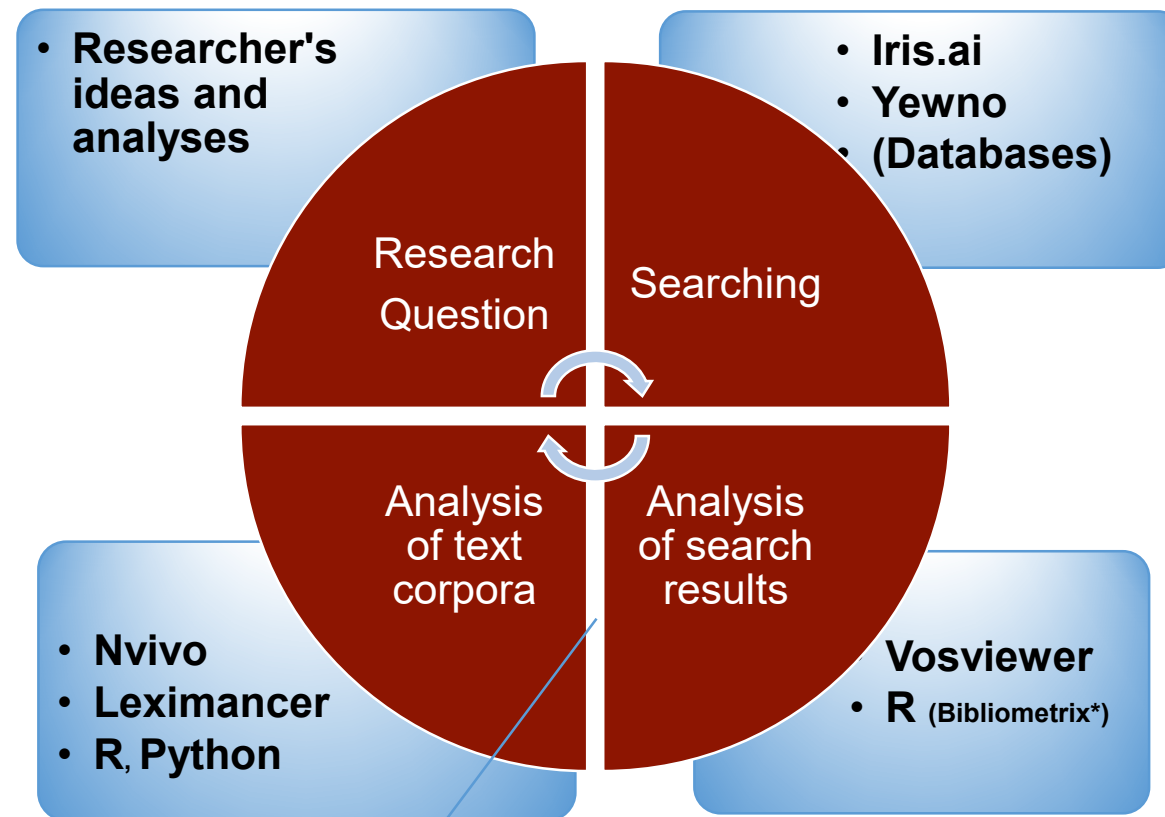 • Researcher's
ideas and
analyses
• Iris.ai
• Yewno
• (Databases)
Research
Question
Searching
Analysis
of text
corpora
Analysis
of search
results
• Nvivo
• Leximancer
• R, Python
• Vosviewer
• R (Bibliometrix*)